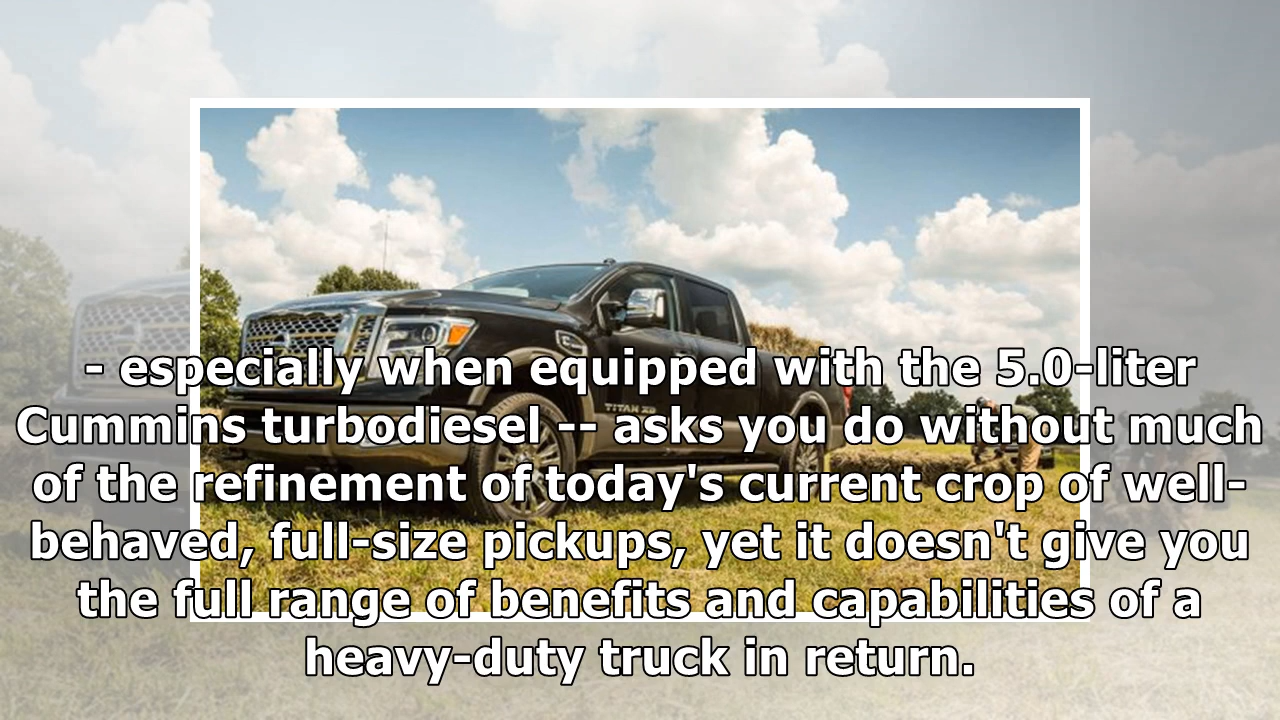 - especially when equipped with the 5.0-liter
Cummins turbodiesel -- asks you do without much
of the refinement of today's current crop of well-
behaved, full-size pickups, yet it doesn't give you
the full range of benefits and capabilities of a
heavy-duty truck in return.
TITAN XD